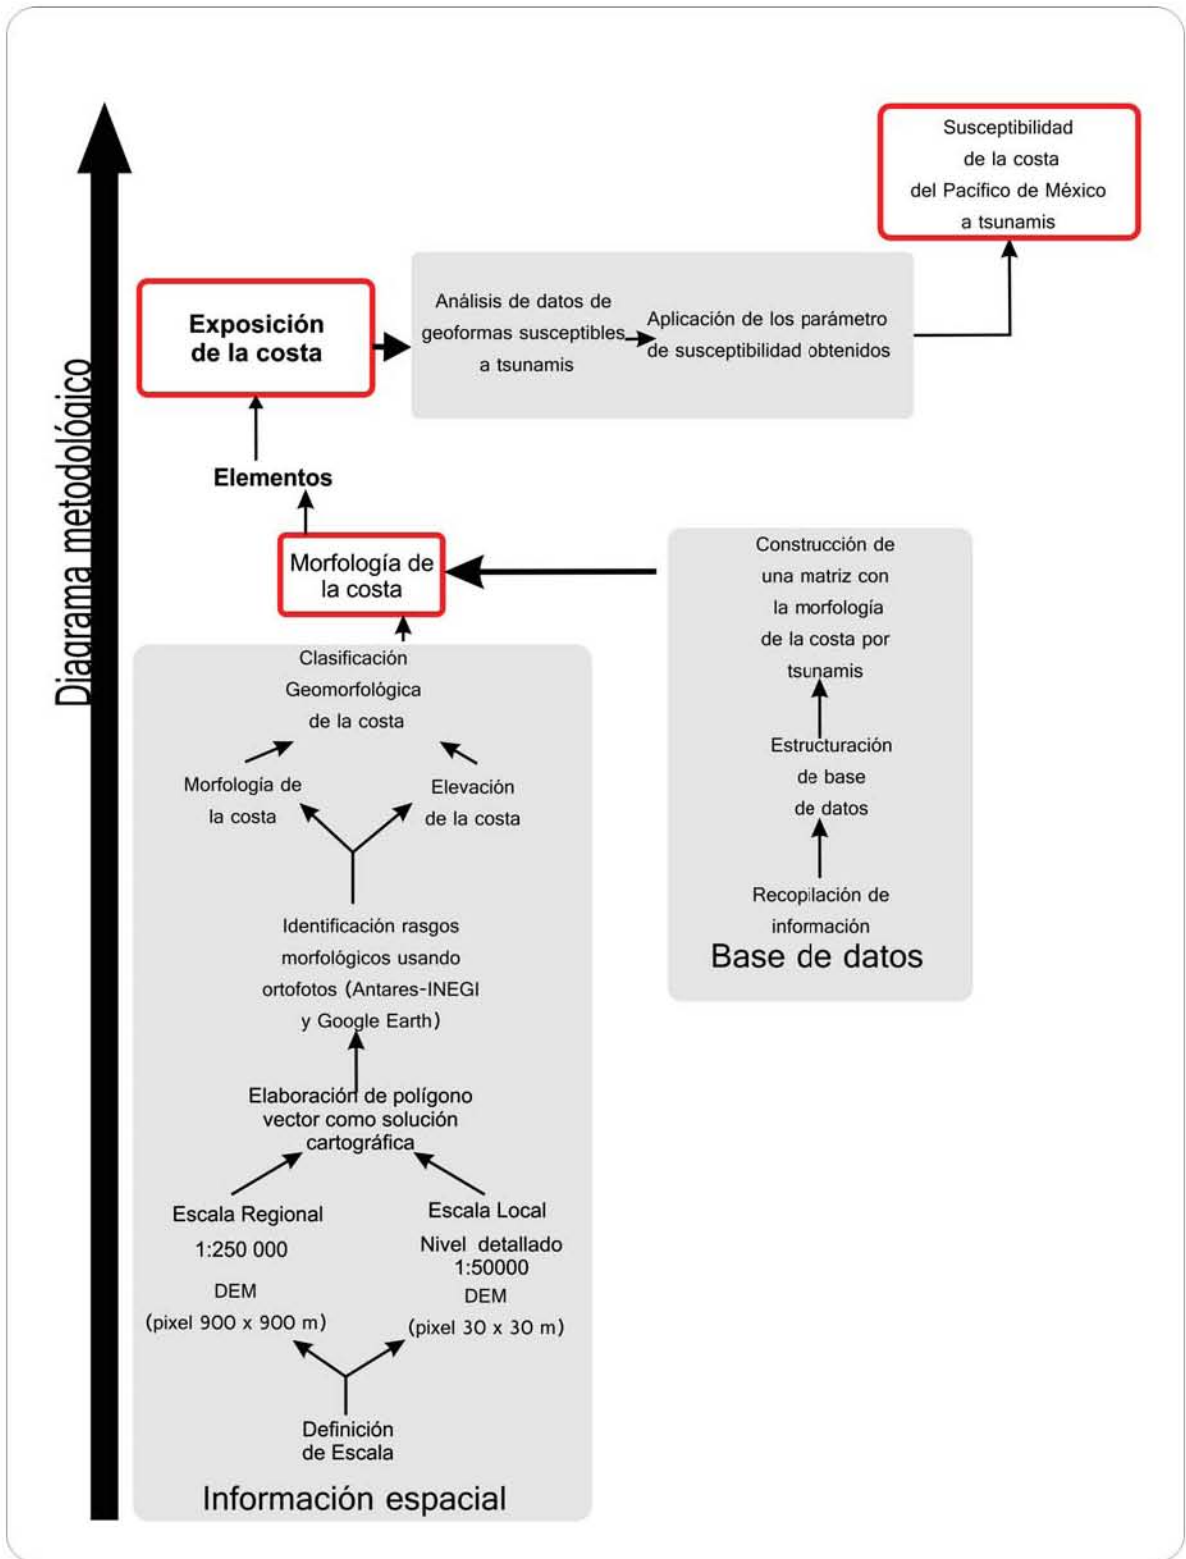 Diagrama metodológico
Susceptibilidad
de la costa
del Pacífico de México
a tsunamis
Exposición
de la costa
Análisis de datos de
geoformas susceptibles
a tsunamis
Aplicación de los parámetro
de susceptibilidad obtenidos
Elementos
Morfología de
la costa
Construcción de
una matriz con
la morfología
de la costa por
tsunamis
Estructuración
de base
de datos
Recopilación de
información
Base de datos
Clasificación
Geomorfológica
de la costa
Morfología de
la costa
Elevación
de la costa
Identificación rasgos
morfológicos usando
ortofotos (Antares-INEGI
y Google Earth)
Elaboración de polígono
vector como solución
cartográfica
Escala Regional
1:250 000
DEM
(pixel 900 x 900 m)
Escala Local
Nivel detallado
1:50000
DEM
(pixel 30 x 30 m)
Definición
de Escala
Información espacial